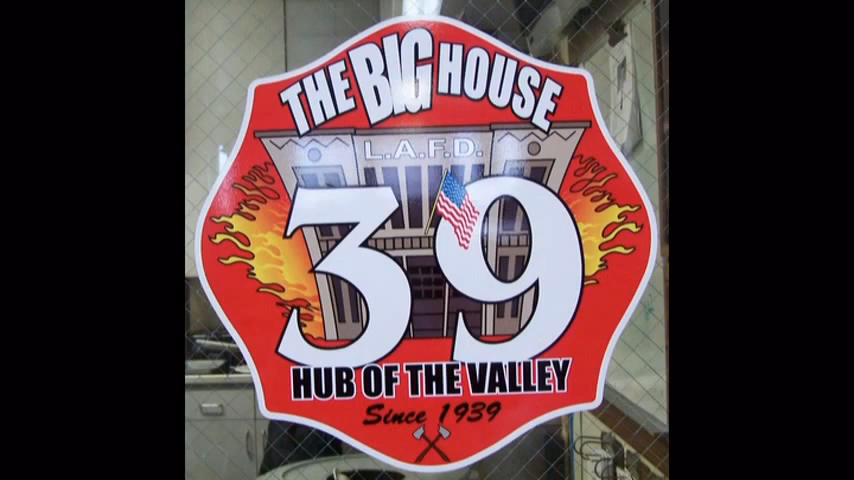 THE BIG HOUSE
L.A.F.D.
39
HUB OF THE VALLEY
Since 1939